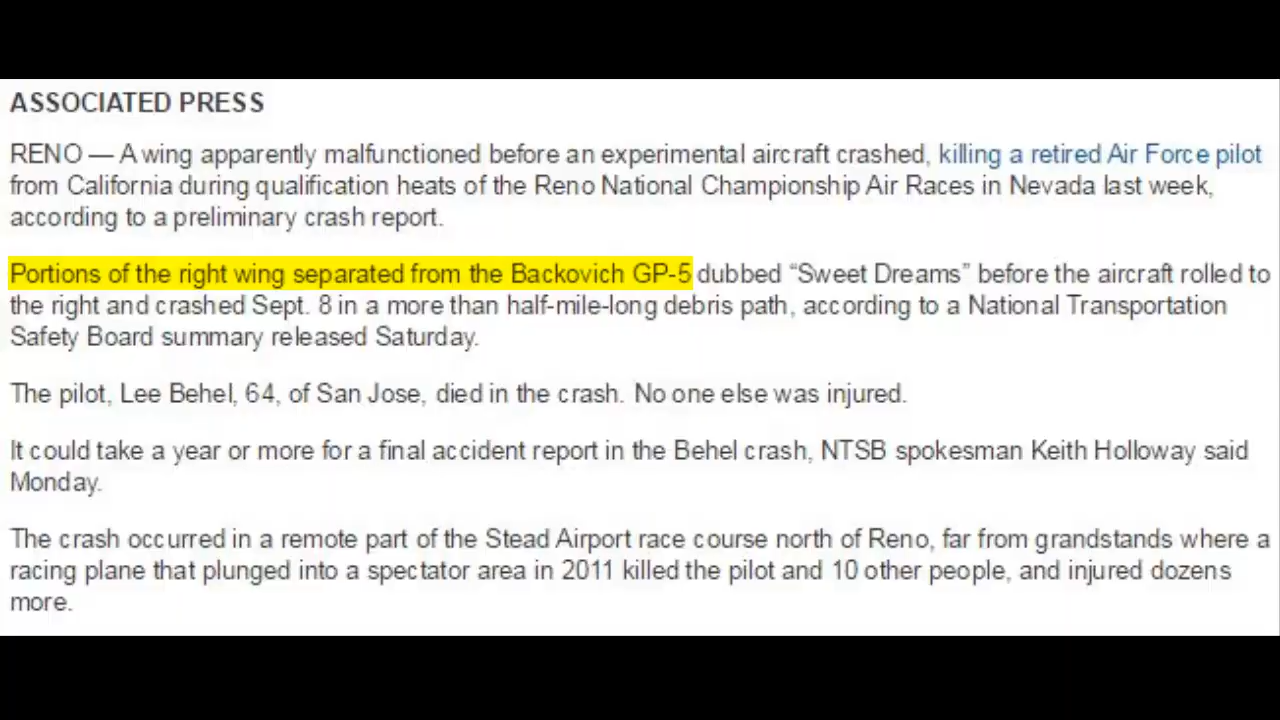 ASSOCIATED PRESS
RENO — A wing apparently malfunctioned before an experimental aircraft crashed, killing a retired Air Force pilot
from California during qualification heats of the Reno National Championship Air Races in Nevada last week,
according to a preliminary crash report.
Portions of the right wing separated from the Backovich GP-5 dubbed “Sweet Dreams” before the aircraft rolled to
the right and crashed Sept. 8 in a more than half-mile-long debris path, according to a National Transportation
Safety Board summary released Saturday.
The pilot, Lee Behel, 64, of San Jose, died in the crash. No one else was injured.
It could take a year or more for a final accident report in the Behel crash, NTSB spokesman Keith Holloway said
Monday.
The crash occurred in a remote part of the Stead Airport race course north of Reno, far from grandstands where a
racing plane that plunged into a spectator area in 2011 killed the pilot and 10 other people, and injured dozens
more.